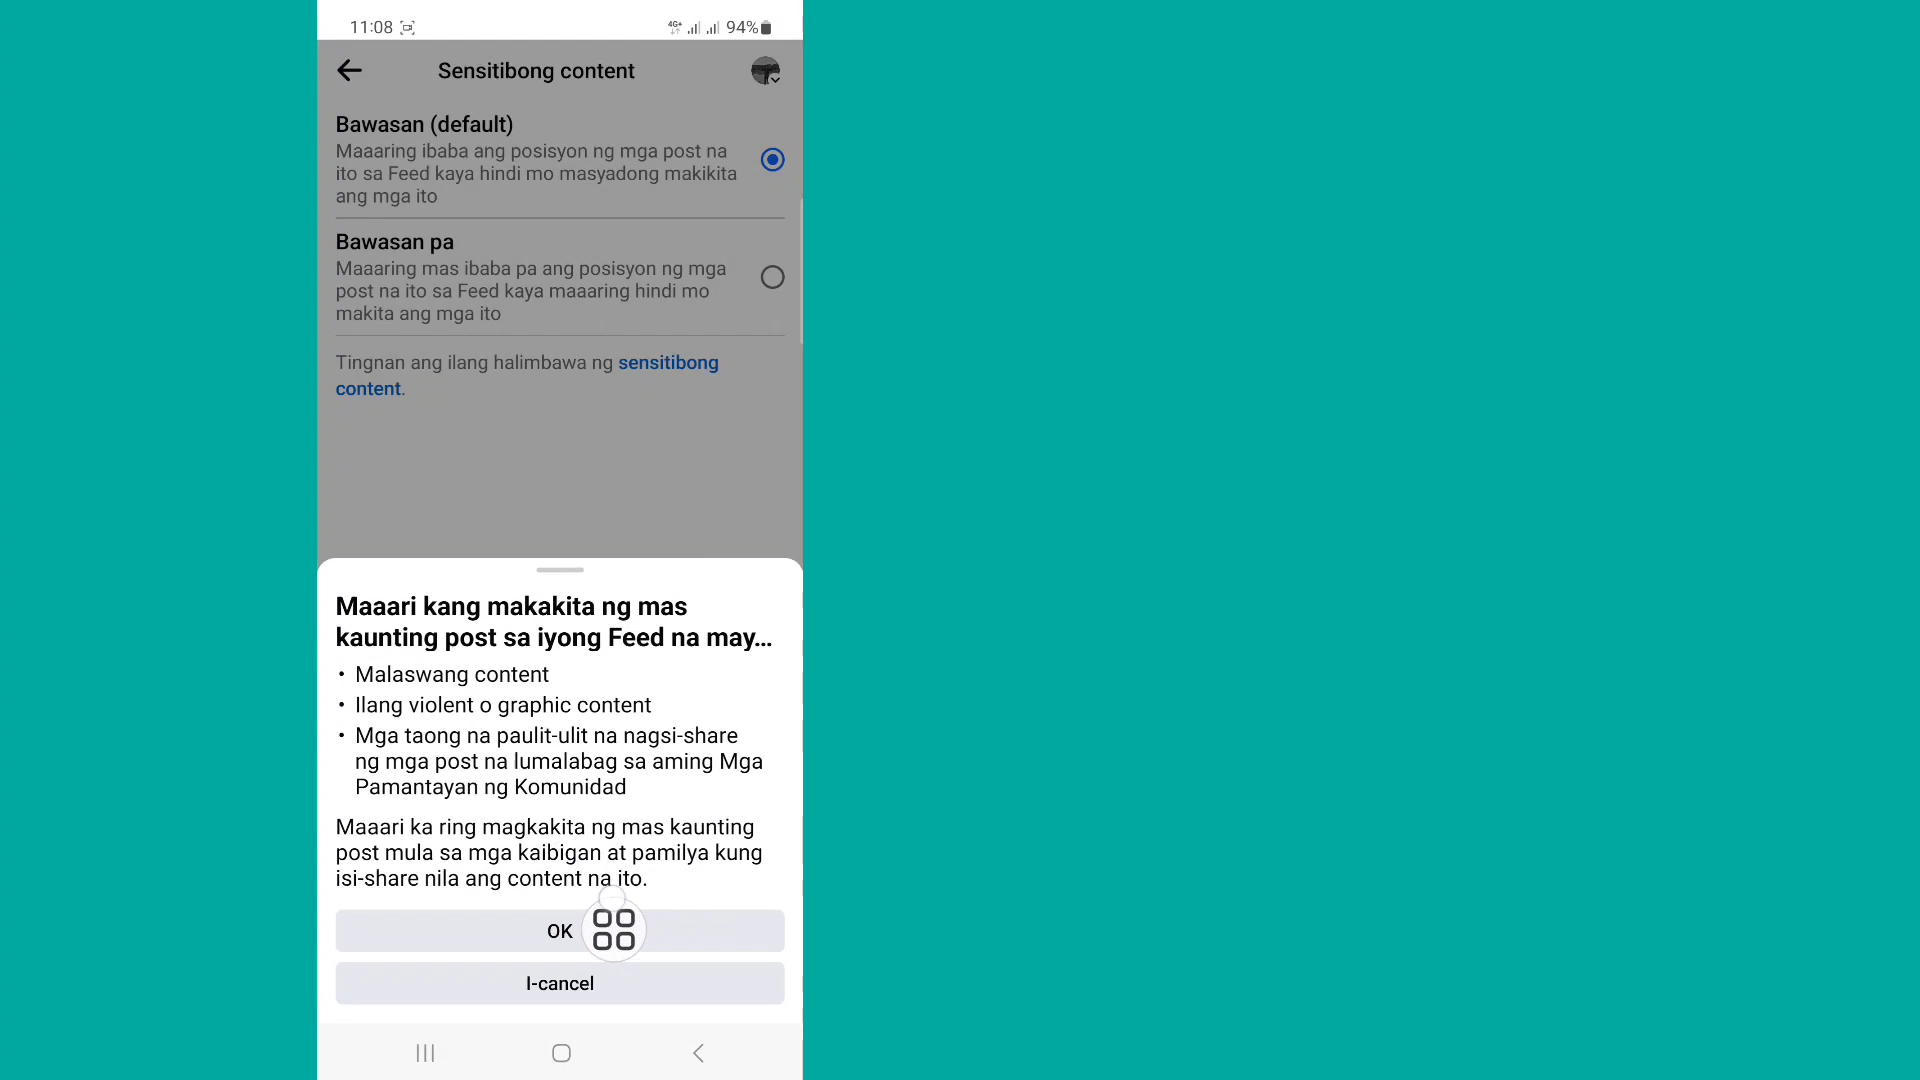 11:08
4G+ 94%
Sensitibong content
Bawasan (default)
Maaaring ibaba ang posisyon ng mga post na
ito sa Feed kaya hindi mo masyadong makikita
ang mga ito
Bawasan pa
Maaaring mas ibaba pa ang posisyon ng mga
post na ito sa Feed kaya maaaring hindi mo
makita ang mga ito
Tingnan ang ilang halimbawa ng sensitibong
content.
Maaari kang makakita ng mas
kaunting post sa iyong Feed na may...
• Malaswang content
• Ilang violent o graphic content
• Mga taong na paulit-ulit na nagsi-share
ng mga post na lumalabag sa aming Mga
Pamantayan ng Komunidad
Maaari ka ring magkakita ng mas kaunting
post mula sa mga kaibigan at pamilya kung
isi-share nila ang content na ito.
OK
I-cancel